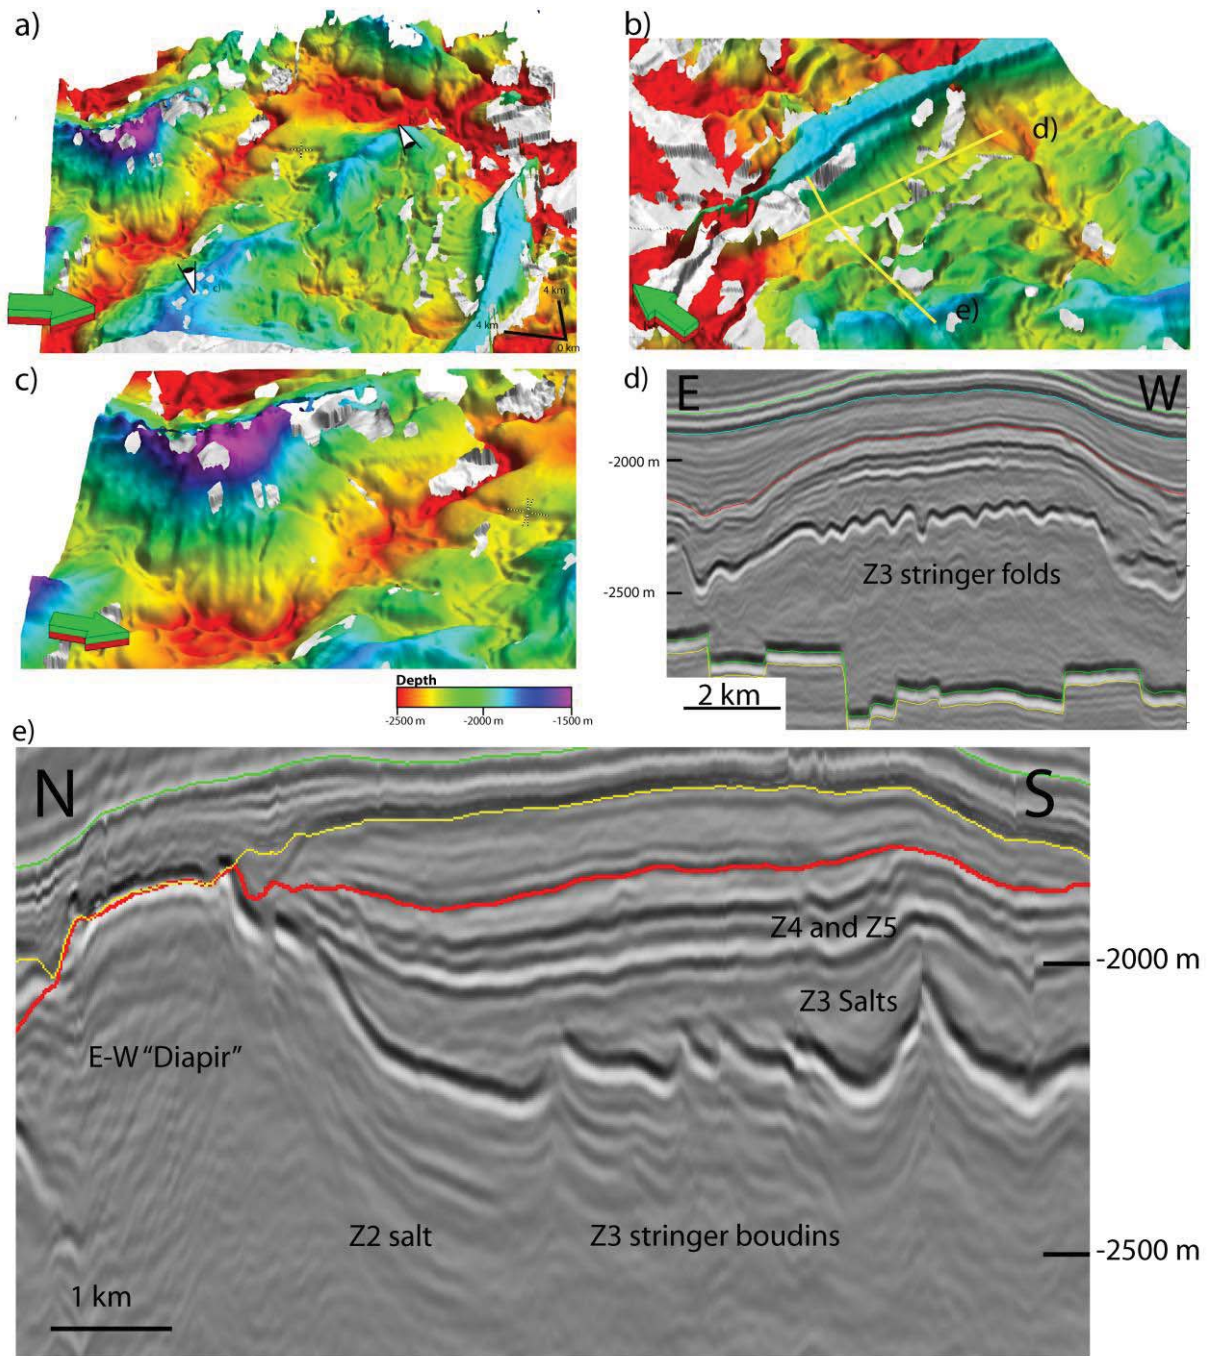 a)
4 km
4 km
0 km
c)
b)
d)
e)
c)
Depth
-2500 m
-2000 m
-1500 m
d)
E
W
-2000 m
-2500 m
Z3 stringer folds
2 km
e)
N
S
Z4 and Z5
-2000 m
Z3 Salts
E-W “Diapir”
Z2 salt
Z3 stringer boudins
-2500 m
1 km